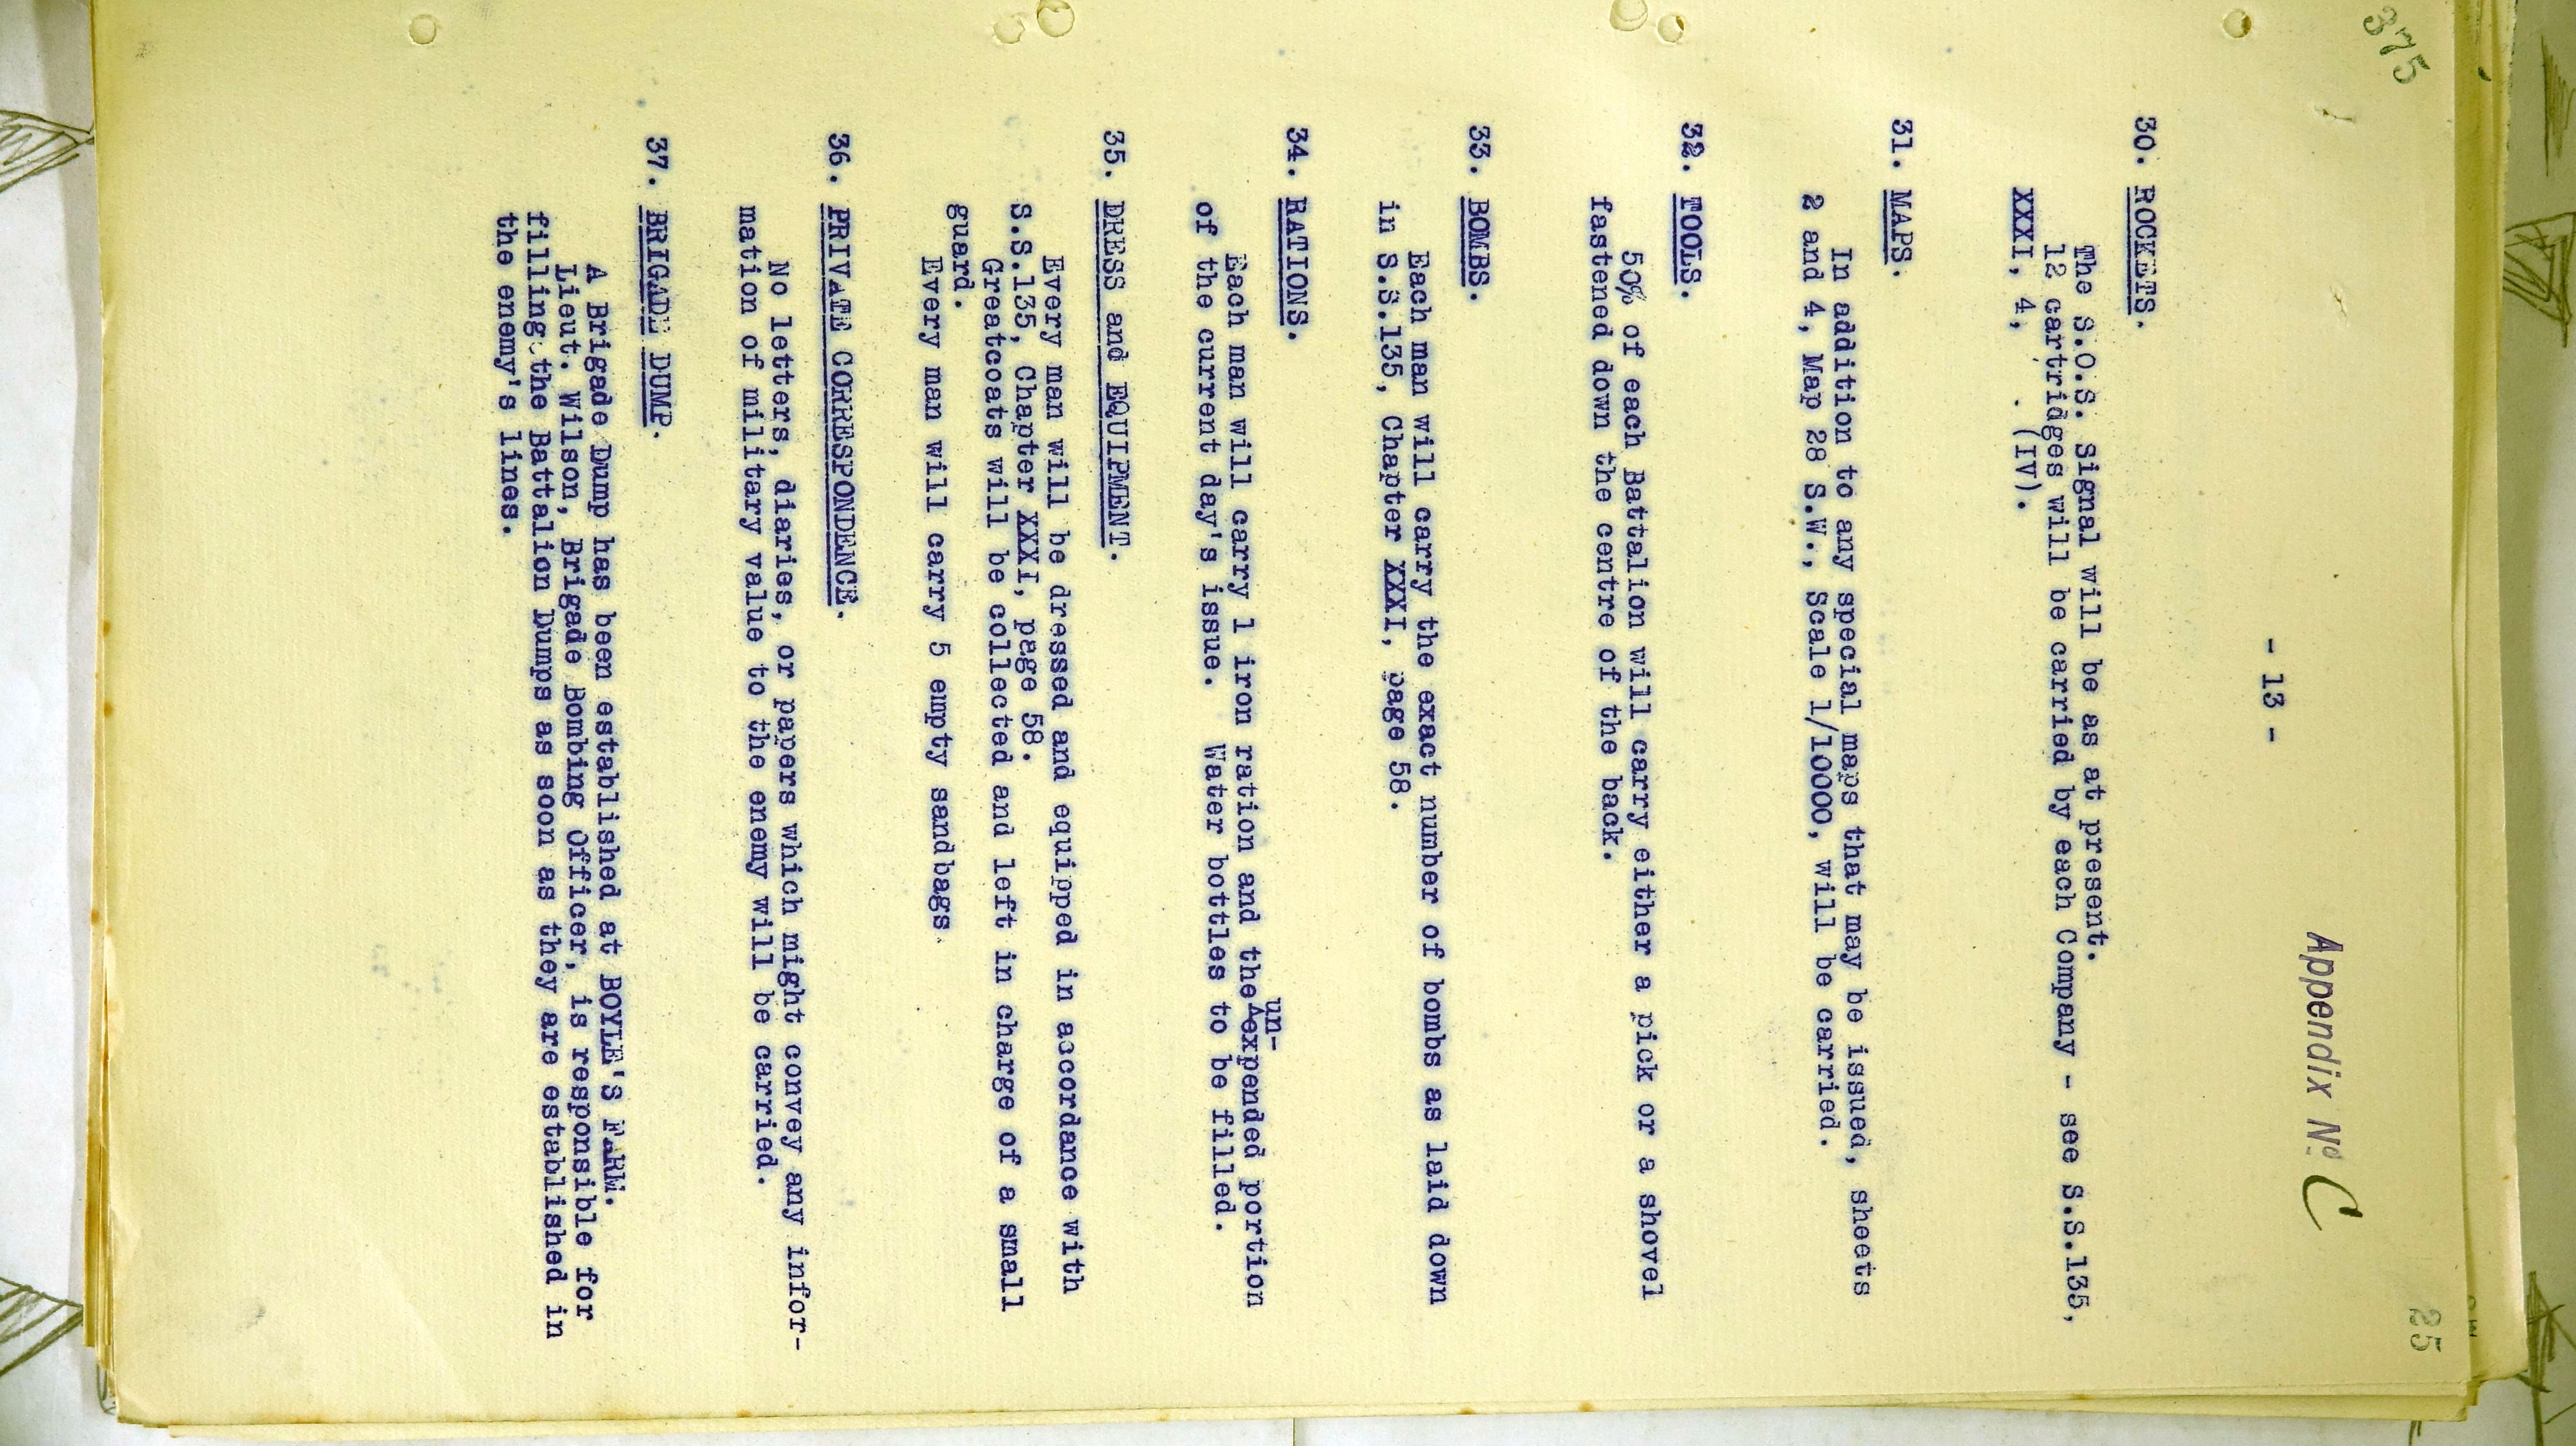 375
25
Appendix Nº C
- 13 -
30. ROCKETS.
The S.O.S. Signal will be as at present.
12 cartridges will be carried by each Company - see S.S.135,
XXXI, 4, . (IV).
31. MAPS.
In addition to any special maps that may be issued, sheets
2 and 4, Map 28 S.W., Scale 1/10000, will be carried.
32. TOOLS.
50% of each Battalion will carry either a pick or a shovel
fastened down the centre of the back.
33. BOMBS.
Each man will carry the exact number of bombs as laid down
in S.S.135, Chapter XXXI, page 58.
34. RATIONS.
un-
Each man will carry 1 iron ration and the expended portion
of the current day's issue. Water bottles to be filled.
35. DRESS and EQUIPMENT.
Every man will be dressed and equipped in accordance with
S.S.135, Chapter XXXI, page 58.
Greatcoats will be collected and left in charge of a small
guard.
Every man will carry 5 empty sandbags.
36. PRIVATE CORRESPONDENCE.
No letters, diaries, or papers which might convey any infor-
mation of military value to the enemy will be carried.
37. BRIGADE DUMP.
A Brigade Dump has been established at BOYLE'S FARM.
Lieut. Wilson, Brigade Bombing Officer, is responsible for
filling the Battalion Dumps as soon as they are established in
the enemy's lines.